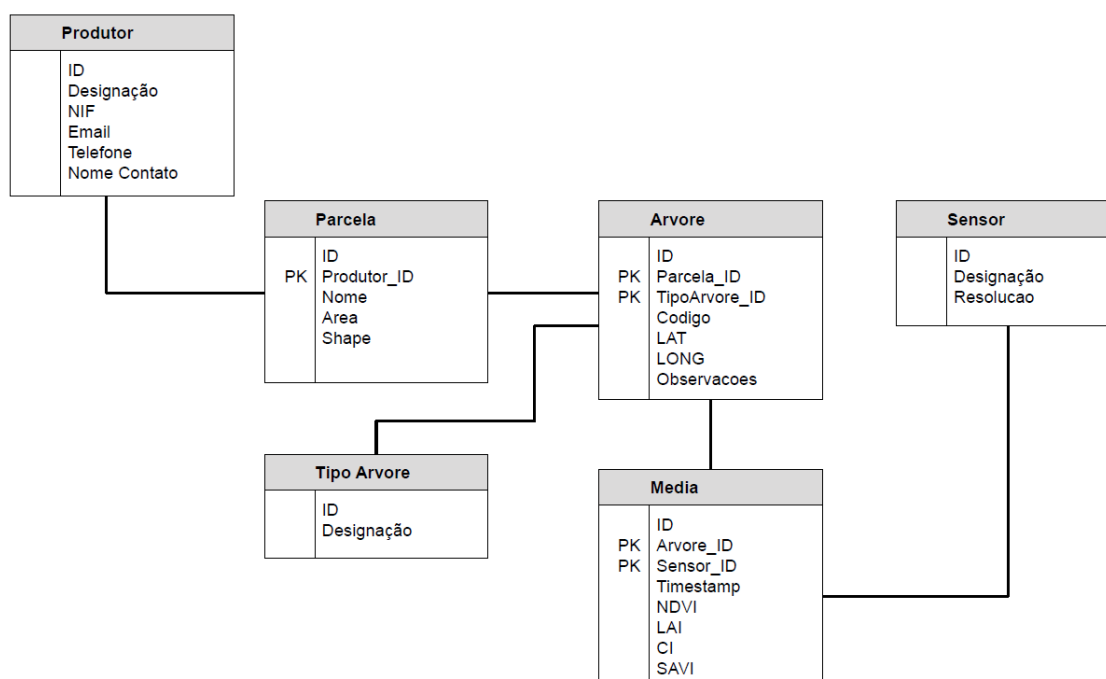 Produtor
ID
Designação
NIF
Email
Telefone
Nome Contato
Parcela
ID
PK Produtor_ID
Nome
Area
Shape
Arvore
ID
PK Parcela_ID
PK TipoArvore_ID
Codigo
LAT
LONG
Observacoes
Sensor
ID
Designação
Resolucao
Tipo Arvore
ID
Designação
Media
ID
PK Arvore_ID
PK Sensor_ID
Timestamp
NDVI
LAI
CI
SAVI